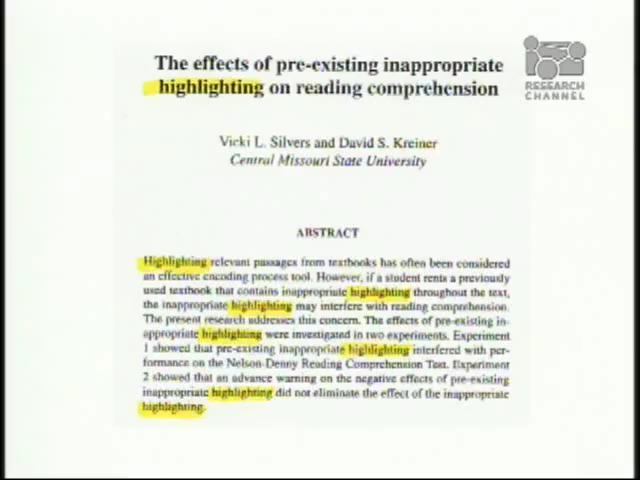 The effects of pre-existing inappropriate
highlighting on reading comprehension
RESEARCH
CHANNEL
Vicki L. Silvers and David S. Kreiner
Central Missouri State University
ABSTRACT
Highlighting relevant passages from textbooks has often been considered
an effective encoding process tool. However, if a student rents a previously
used textbook that contains inappropriate highlighting throughout the text,
the inappropriate highlighting may interfere with reading comprehension.
The present research addresses this concern. The effects of pre-existing in-
appropriate highlighting were investigated in two experiments. Experiment
1 showed that pre-existing inappropriate highlighting interfered with per-
formance on the Nelson-Denny Reading Comprehension Test. Experiment
2 showed that an advance warning on the negative effects of pre-existing
inappropriate highlighting did not eliminate the effect of the inappropriate
highlighting.